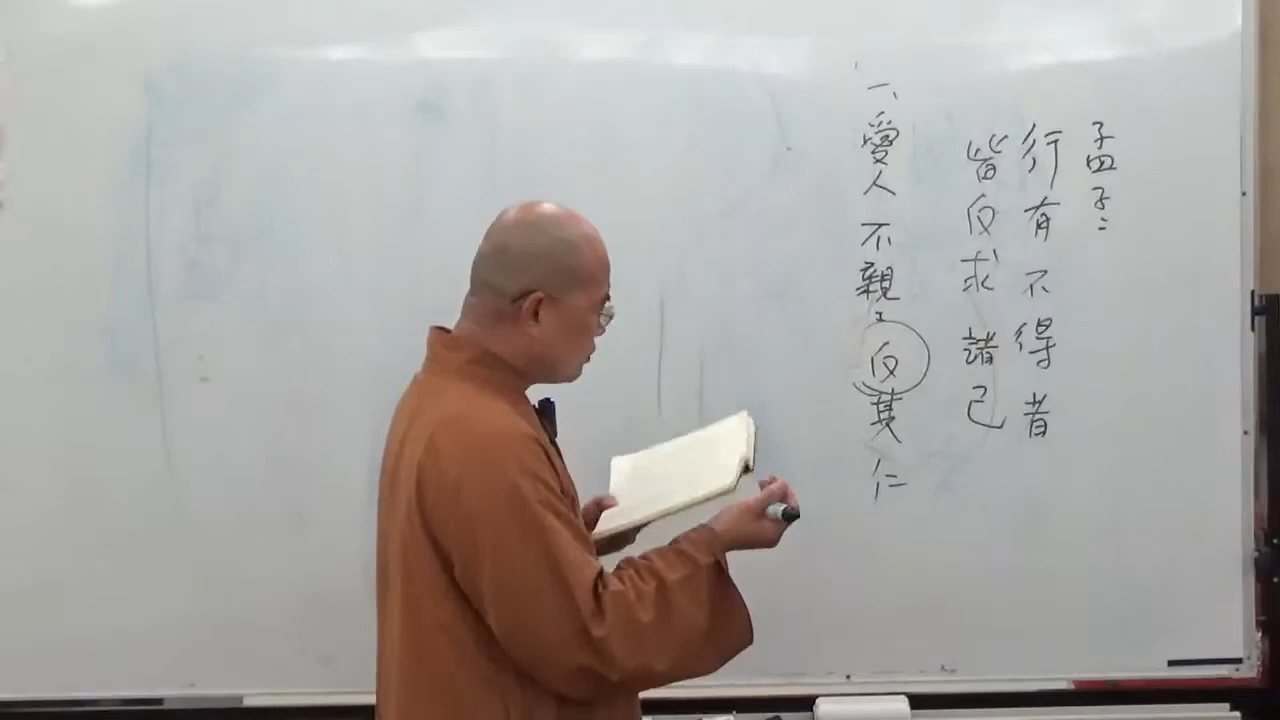 孟子:
行有不得者
皆反求諸己
一、愛人不親:反其仁